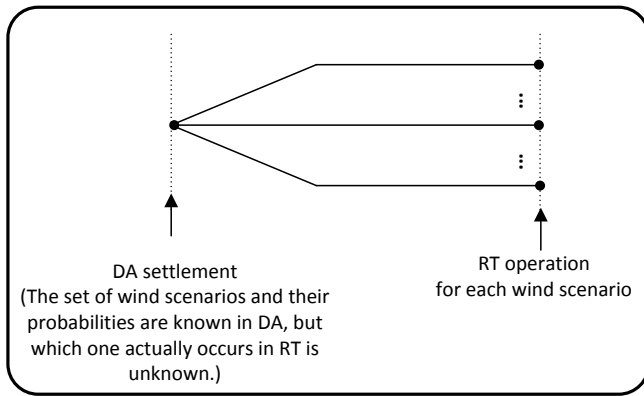 DA settlement
(The set of wind scenarios and their
probabilities are known in DA, but
which one actually occurs in RT is
unknown.)
RT operation
for each wind scenario